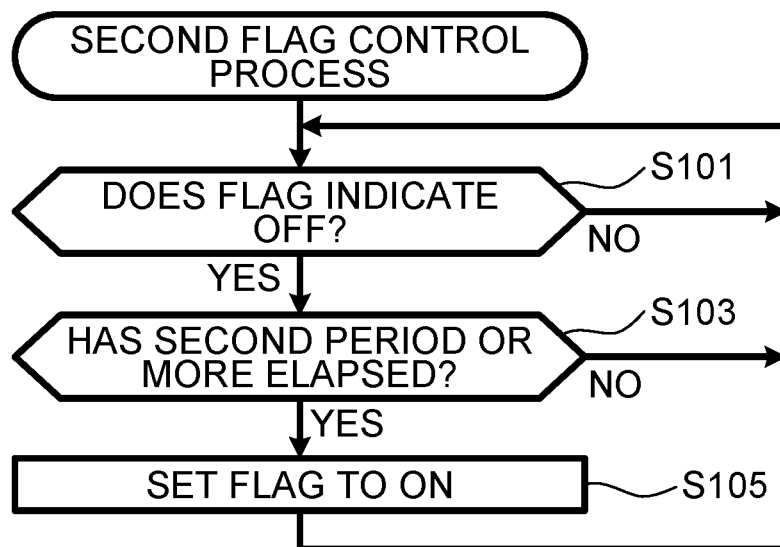 SECOND FLAG CONTROL
PROCESS
DOES FLAG INDICATE
OFF?
S101
NO
YES
HAS SECOND PERIOD OR
MORE ELAPSED?
S103
NO
YES
SET FLAG TO ON
S105